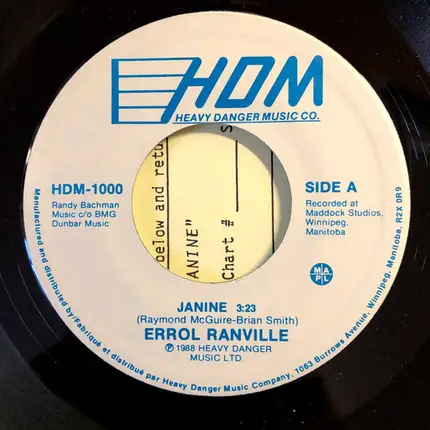 HDM
HEAVY DANGER MUSIC CO.
HDM-1000
Randy Bachman
Music c/o BMG
Dunbar Music
SIDE A
Recorded at
Maddock Studios,
Winnipeg,
Manitoba
below and retu
ANINE"
Chart #
S
M
A
P
L
JANINE 3:23
(Raymond McGuire-Brian Smith)
ERROL RANVILLE
℗ 1988 HEAVY DANGER
MUSIC LTD.
Manufactured and distributed by/Fabriqué et distribué par Heavy Danger Music Company, 1063 Burrows Avenue, Winnipeg, Manitoba, R2X 0R9